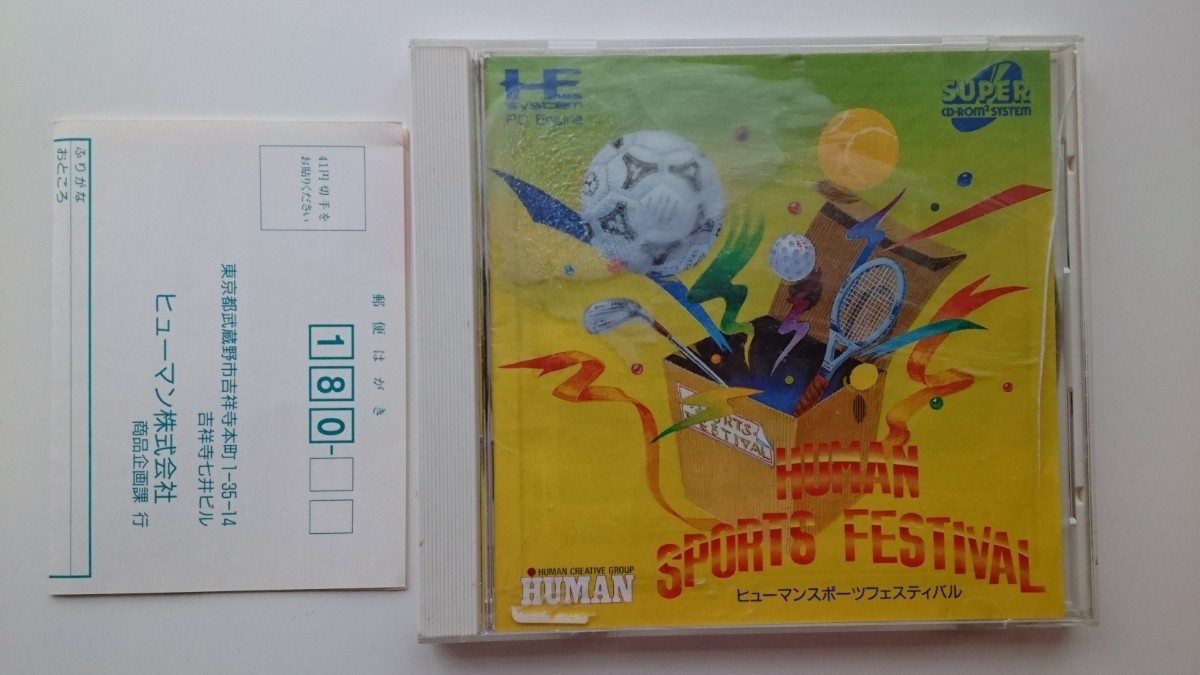 41円切手を
お貼りください
郵便はがき
180-
東京都武蔵野市吉祥寺本町1-35-14
吉祥寺七井ビル
ヒューマン株式会社
商品企画課 行
ふりがな
おところ
HE
SYSTEM
PC Engine
SUPER
CD-ROM² SYSTEM
SPORTS
FESTIVAL
HUMAN
SPORTS FESTIVAL
ヒューマンスポーツフェスティバル
HUMAN CREATIVE GROUP
HUMAN